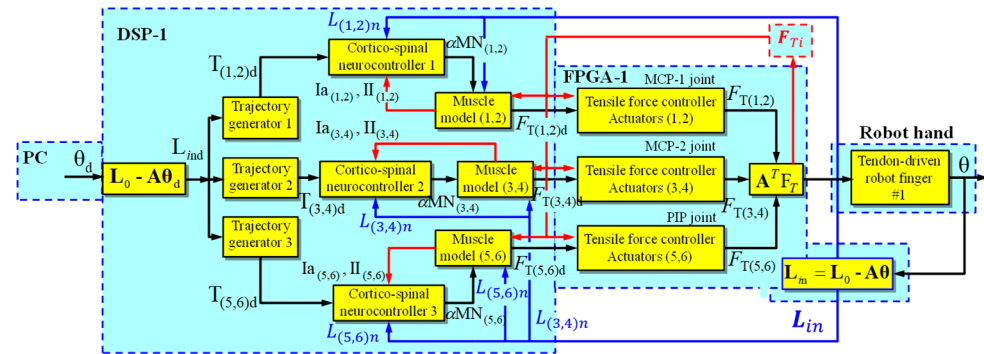 DSP-1
L(1,2)n
αMN(1,2)
Cortico-spinal
neurocontroller 1
T(1,2)d
Ia(1,2) , II(1,2)
Muscle
model (1,2)
FT(1,2)d
FPGA-1
MCP-1 joint
Tensile force controller
Actuators (1,2)
FT(1,2)
FTi
Trajectory
generator 1
PC
θd
L0 - Aθd
Lind
Trajectory
generator 2
T(3,4)d
Ia(3,4) , II(3,4)
Cortico-spinal
neurocontroller 2
αMN(3,4)
Muscle
model (3,4)
FT(3,4)d
L(3,4)n
MCP-2 joint
Tensile force controller
Actuators (3,4)
FT(3,4)
A^T FT
Robot hand
Tendon-driven
robot finger
#1
θ
Trajectory
generator 3
T(5,6)d
Ia(5,6) , II(5,6)
Muscle
model (5,6)
FT(5,6)d
PIP joint
Tensile force controller
Actuators (5,6)
FT(5,6)
Lin = L0 - Aθ
Cortico-spinal
neurocontroller 3
αMN(5,6)
L(5,6)n
L(5,6)n
L(3,4)n
Lin